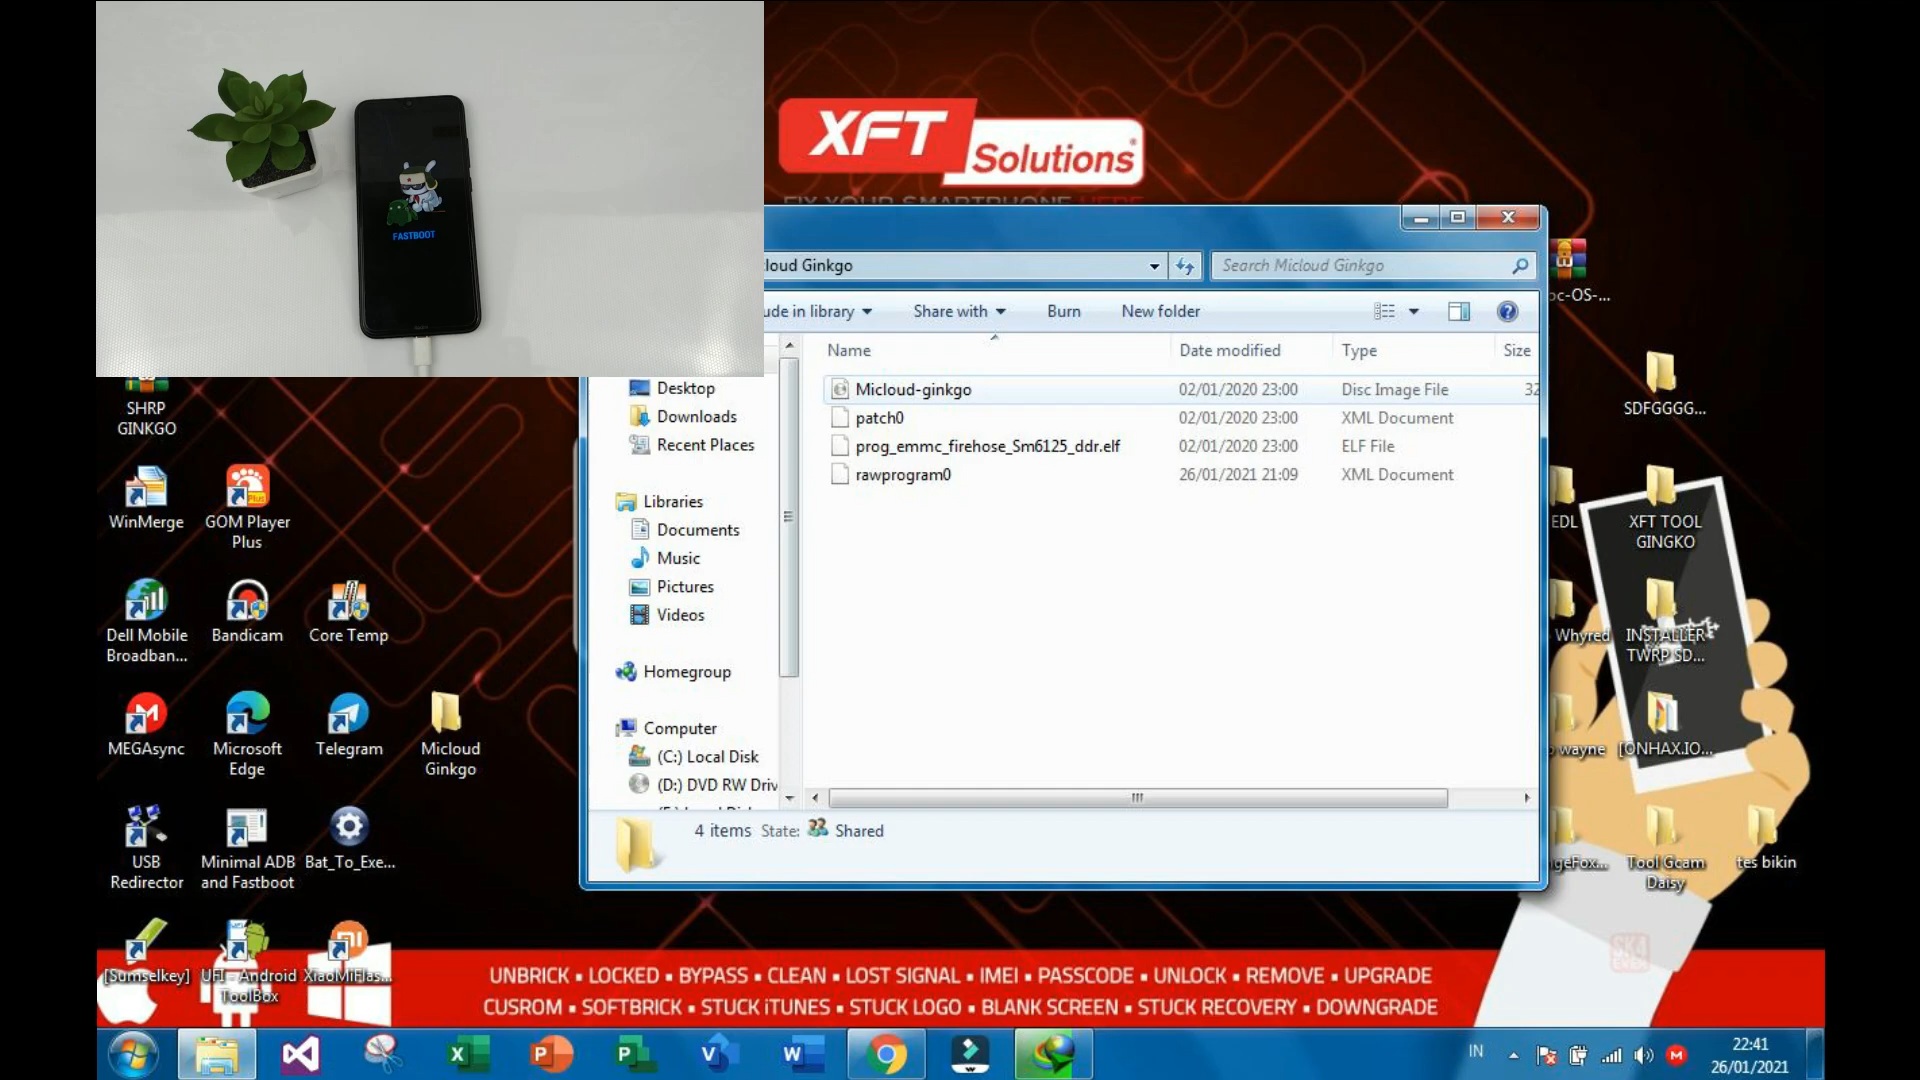 FASTBOOT
XFT
Solutions
cloud Ginkgo
Search Micloud Ginkgo
ude in library
Share with
Burn
New folder
Name
Date modified
Type
Size
Micloud-ginkgo
02/01/2020 23:00
Disc Image File
32
patch0
02/01/2020 23:00
XML Document
prog_emmc_firehose_Sm6125_ddr.elf
02/01/2020 23:00
ELF File
rawprogram0
26/01/2021 21:09
XML Document
Desktop
Downloads
Recent Places
Libraries
Documents
Music
Pictures
Videos
Homegroup
Computer
(C:) Local Disk
(D:) DVD RW Driv
4 items State: Shared
SHRP
GINKGO
WinMerge
GOM Player
Plus
Dell Mobile
Broadban...
Bandicam
Core Temp
MEGAsync
Microsoft
Edge
Telegram
Micloud
Ginkgo
USB
Redirector
Minimal ADB
and Fastboot
Bat_To_Exe...
[Sumselkey]
UFI - Android
ToolBox
XiaoMiFlas...
oc-OS-...
SDFGGGG...
EDL
XFT TOOL
GINGKO
Whyred
INSTALLER
TWRP SD...
wayne
[ONHAX.IO...
geFox...
Tool Gcam
Daisy
tes bikin
UNBRICK ▪ LOCKED ▪ BYPASS ▪ CLEAN ▪ LOST SIGNAL ▪ IMEI ▪ PASSCODE ▪ UNLOCK ▪ REMOVE ▪ UPGRADE
CUSROM ▪ SOFTBRICK ▪ STUCK iTUNES ▪ STUCK LOGO ▪ BLANK SCREEN ▪ STUCK RECOVERY ▪ DOWNGRADE
IN
22:41
26/01/2021